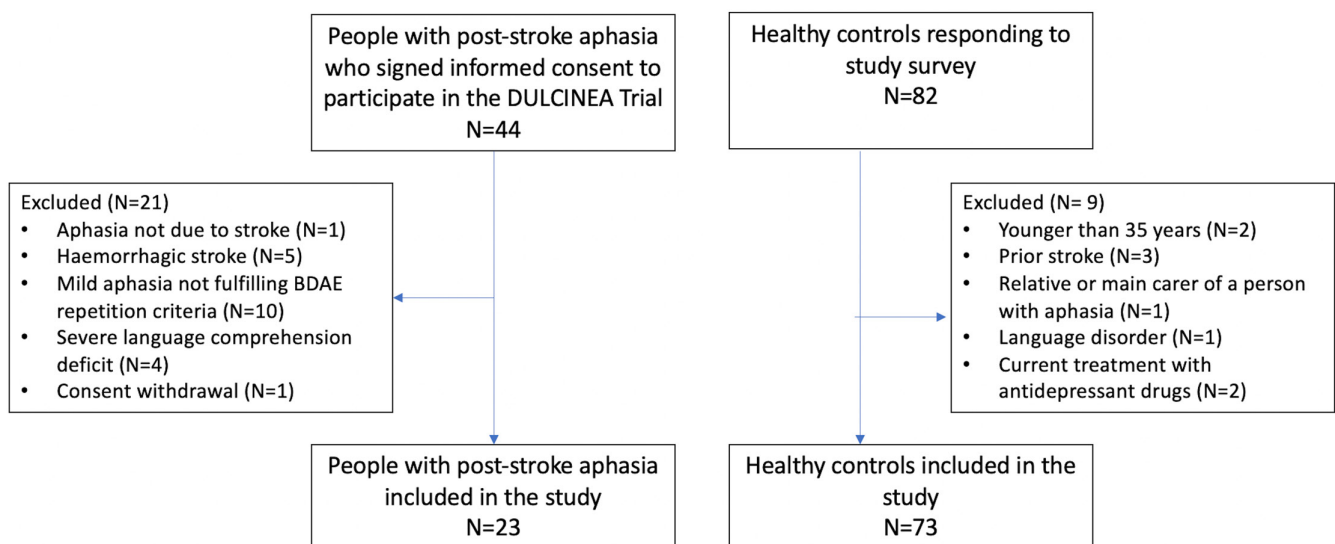 People with post-stroke aphasia
who signed informed consent to
participate in the DULCINEA Trial
N=44
Healthy controls responding to
study survey
N=82
Excluded (N=21)
• Aphasia not due to stroke (N=1)
• Haemorrhagic stroke (N=5)
• Mild aphasia not fulfilling BDAE
repetition criteria (N=10)
• Severe language comprehension
deficit (N=4)
• Consent withdrawal (N=1)
Excluded (N= 9)
• Younger than 35 years (N=2)
• Prior stroke (N=3)
• Relative or main carer of a person
with aphasia (N=1)
• Language disorder (N=1)
• Current treatment with
antidepressant drugs (N=2)
People with post-stroke aphasia
included in the study
N=23
Healthy controls included in the
study
N=73